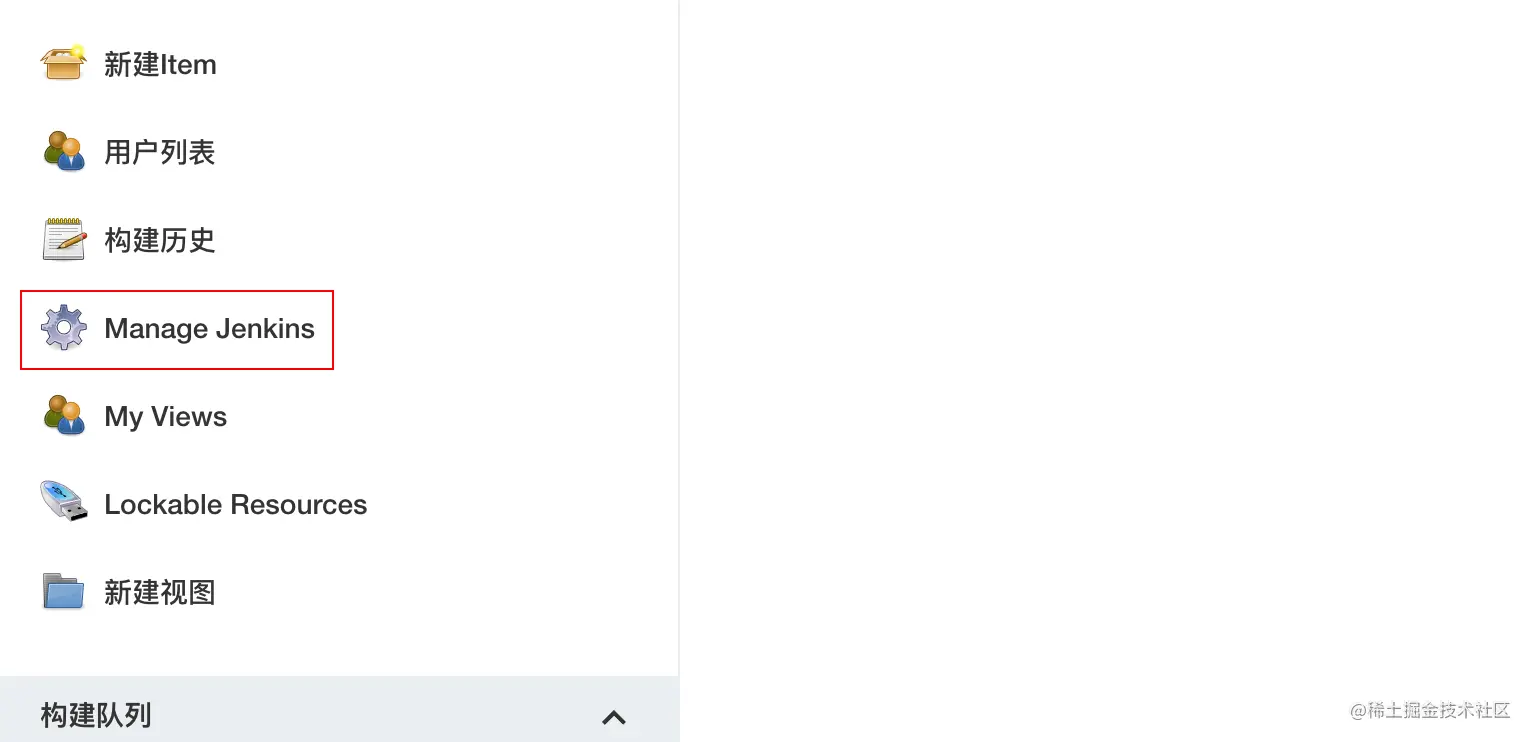 新建Item
用户列表
构建历史
Manage Jenkins
My Views
Lockable Resources
新建视图
构建队列
@稀土掘金技术社区